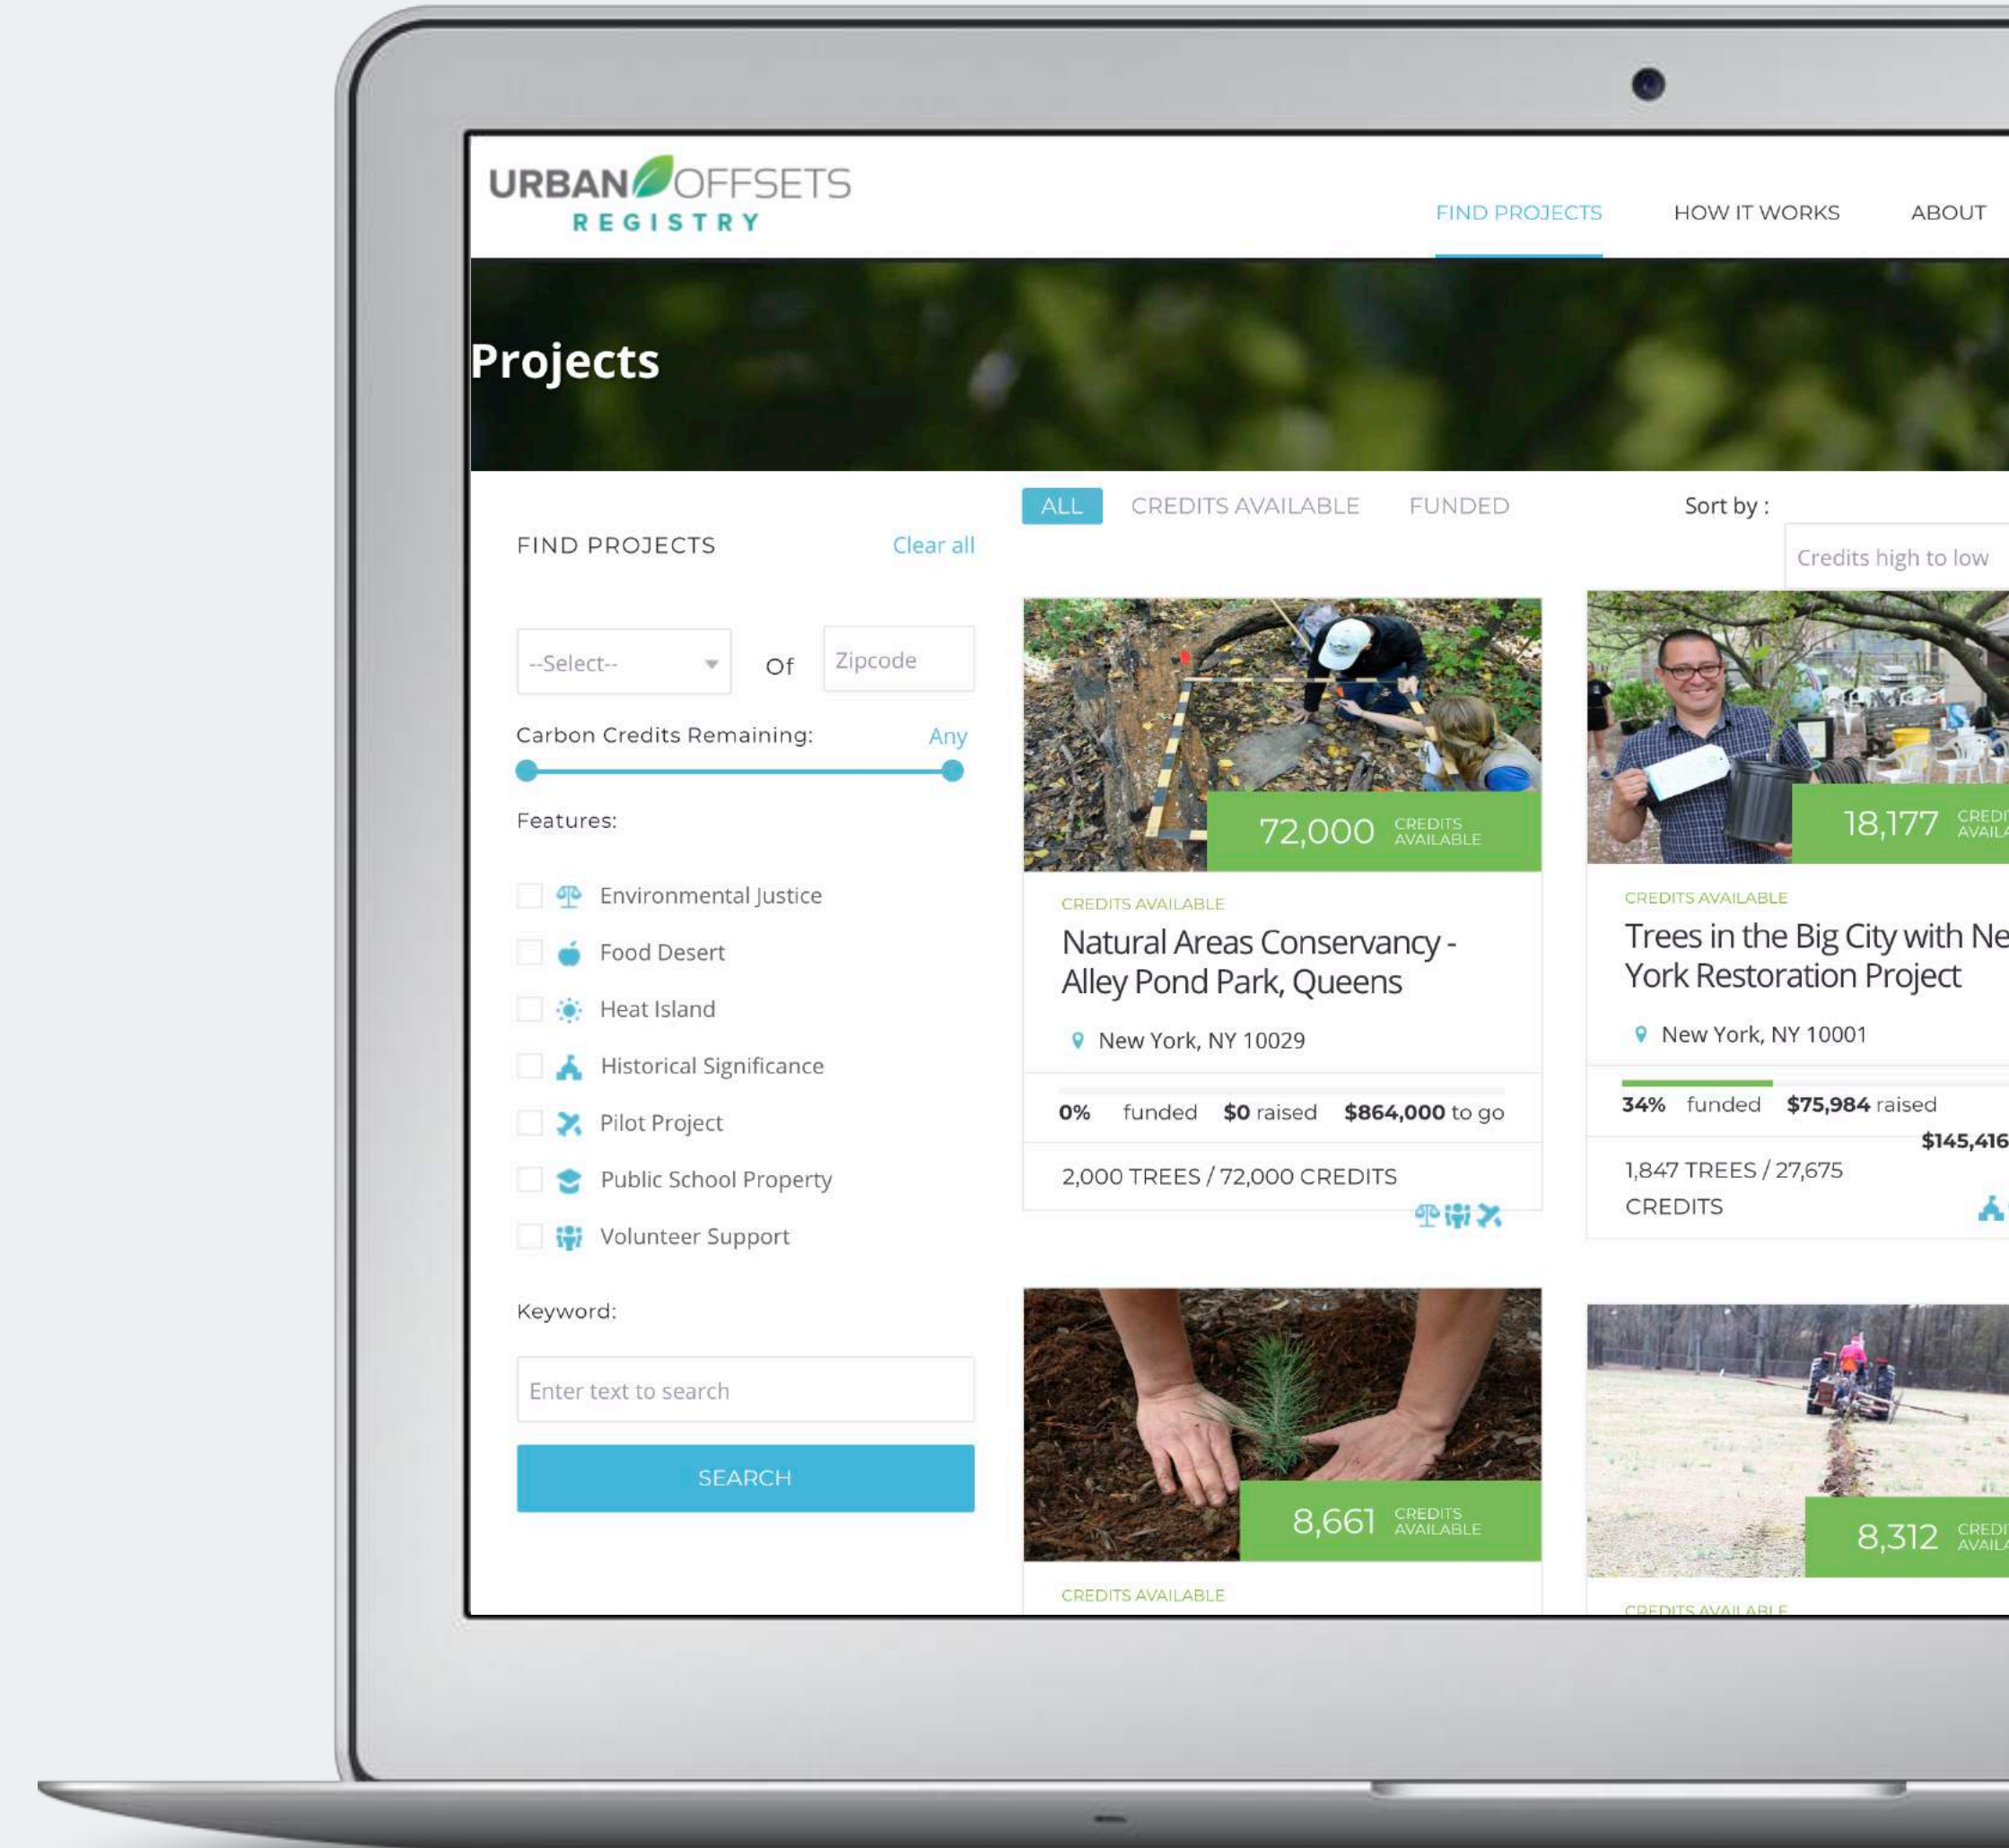 URBAN OFFSETS
REGISTRY
FIND PROJECTS HOW IT WORKS ABOUT
Projects
ALL CREDITS AVAILABLE FUNDED Sort by :
Credits high to low
FIND PROJECTS Clear all
--Select-- Of Zipcode
Carbon Credits Remaining: Any
Features:
Environmental Justice
Food Desert
Heat Island
Historical Significance
Pilot Project
Public School Property
Volunteer Support
Keyword:
Enter text to search
SEARCH
72,000 CREDITS
AVAILABLE
CREDITS AVAILABLE
Natural Areas Conservancy -
Alley Pond Park, Queens
New York, NY 10029
0% funded $0 raised $864,000 to go
2,000 TREES / 72,000 CREDITS
18,177
CREDITS AVAILABLE
Trees in the Big City with
York Restoration Project
New York, NY 10001
34% funded $75,984 raised
$145,416
1,847 TREES / 27,675
CREDITS
8,661 CREDITS
AVAILABLE
CREDITS AVAILABLE
8,312
CREDITS AVAILABLE